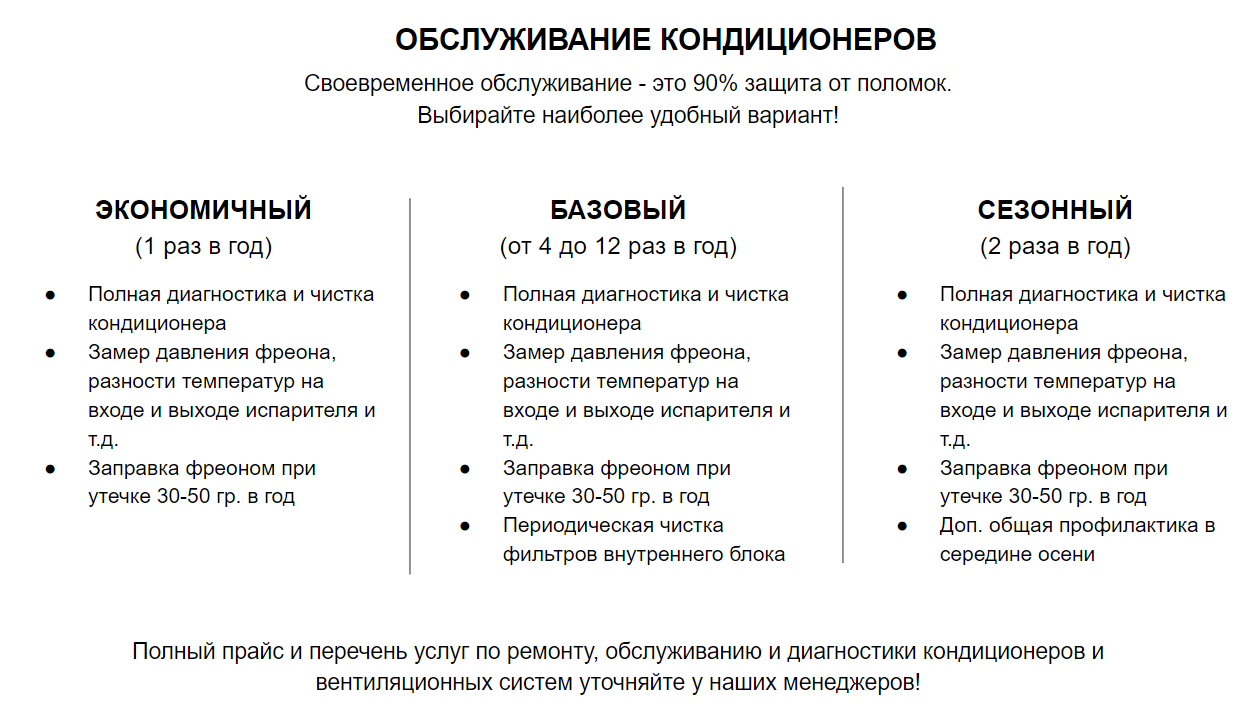 ОБСЛУЖИВАНИЕ КОНДИЦИОНЕРОВ
Своевременное обслуживание - это 90% защита от поломок.
Выбирайте наиболее удобный вариант!
ЭКОНОМИЧНЫЙ
(1 раз в год)
● Полная диагностика и чистка
кондиционера
● Замер давления фреона,
разности температур на
входе и выходе испарителя и
т.д.
● Заправка фреоном при
утечке 30-50 гр. в год
БАЗОВЫЙ
(от 4 до 12 раз в год)
● Полная диагностика и чистка
кондиционера
● Замер давления фреона,
разности температур на
входе и выходе испарителя и
т.д.
● Заправка фреоном при
утечке 30-50 гр. в год
● Периодическая чистка
фильтров внутреннего блока
СЕЗОННЫЙ
(2 раза в год)
● Полная диагностика и чистка
кондиционера
● Замер давления фреона,
разности температур на
входе и выходе испарителя и
т.д.
● Заправка фреоном при
утечке 30-50 гр. в год
● Доп. общая профилактика в
середине осени
Полный прайс и перечень услуг по ремонту, обслуживанию и диагностики кондиционеров и
вентиляционных систем уточняйте у наших менеджеров!